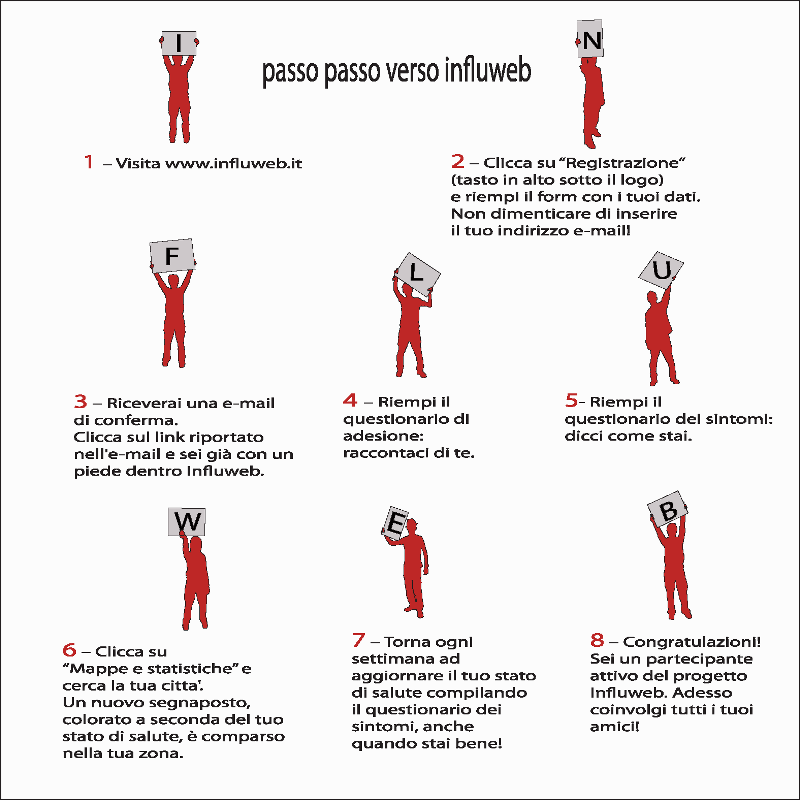 passo passo verso influweb
I
1 – Visita www.influweb.it
N
2 – Clicca su “Registrazione“
(tasto in alto sotto il logo)
e riempi il form con i tuoi dati.
Non dimenticare di inserire
il tuo indirizzo e-mail!
F
3 – Riceverai una e-mail
di conferma.
Clicca sul link riportato
nell'e-mail e sei già con un
piede dentro Influweb.
L
4 – Riempi il
questionario di
adesione:
raccontaci di te.
U
5- Riempi il
questionario dei sintomi:
dicci come stai.
W
6 – Clicca su
“Mappe e statistiche” e
cerca la tua citta'.
Un nuovo segnaposto,
colorato a seconda del tuo
stato di salute, è comparso
nella tua zona.
E
7 – Torna ogni
settimana ad
aggiornare il tuo stato
di salute compilando
il questionario dei
sintomi, anche
quando stai bene!
B
8 – Congratulazioni!
Sei un partecipante
attivo del progetto
Influweb. Adesso
coinvolgi tutti i tuoi
amici!